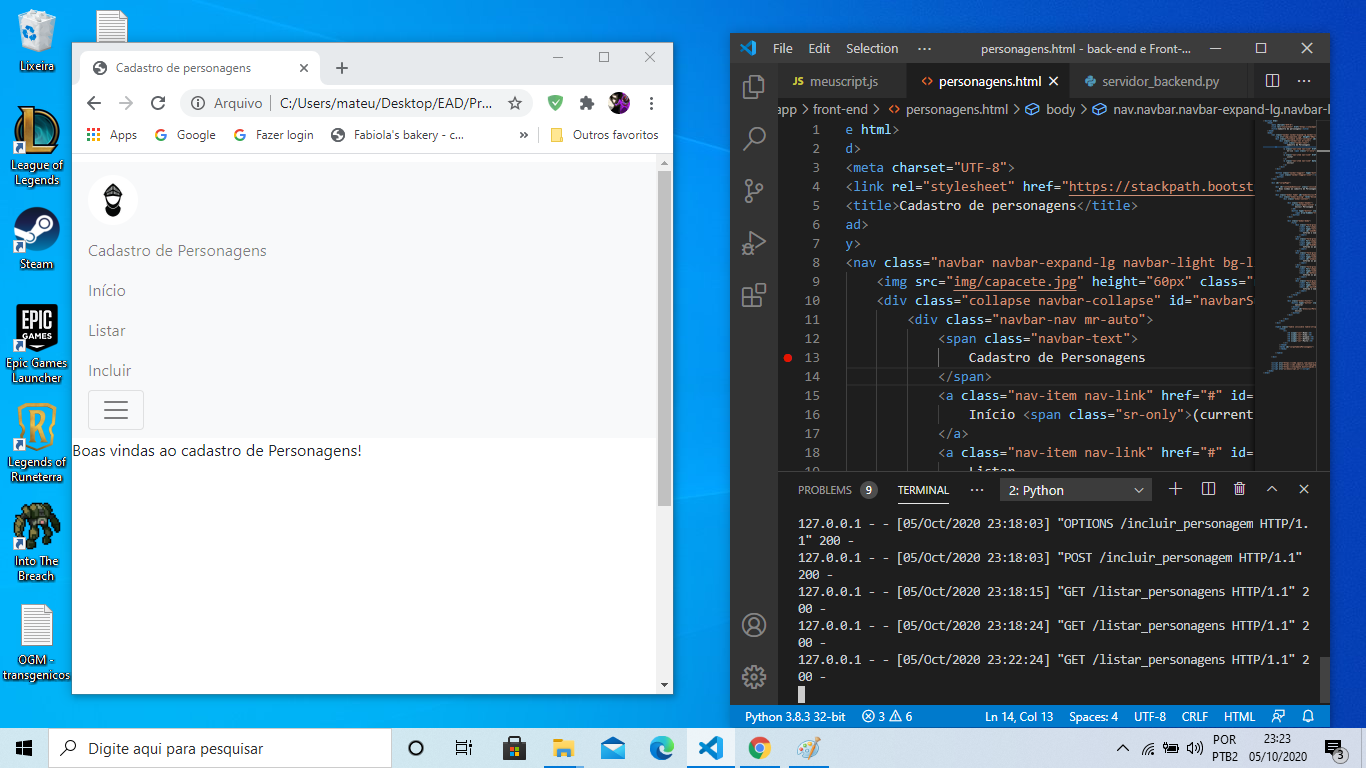 Lixeira
League of
Legends
Steam
EPIC
GAMES
Epic Games
Launcher
Legends of
Runeterra
Into The
Breach
OGM -
transgenicos
Cadastro de personagens
Arquivo
C:/Users/mateu/Desktop/EAD/Pr...
Apps
Google
Fazer login
Fabiola's bakery - c...
»
Outros favoritos
Cadastro de Personagens
Início
Listar
Incluir
Boas vindas ao cadastro de Personagens!
File Edit Selection ··· personagens.html - back-end e Front-...
JS meuscript.js <> personagens.html servidor_backend.py ···
app > front-end > <> personagens.html > body > nav.navbar.navbar-expand-lg.navbar-l
1 e html>
2 d>
3 <meta charset="UTF-8">
4 <link rel="stylesheet" href="https://stackpath.bootst
5 <title>Cadastro de personagens</title>
6 ad>
7 y>
8 <nav class="navbar navbar-expand-lg navbar-light bg-l
9 <img src="img/capacete.jpg" height="60px" class="
10 <div class="collapse navbar-collapse" id="navbarS
11 <div class="navbar-nav mr-auto">
12 <span class="navbar-text">
13 Cadastro de Personagens
14 </span>
15 <a class="nav-item nav-link" href="#" id=
16 Início <span class="sr-only">(current
17 </a>
18 <a class="nav-item nav-link" href="#" id=
19 Listar
PROBLEMS 9 TERMINAL ··· 2: Python
127.0.0.1 - - [05/Oct/2020 23:18:03] "OPTIONS /incluir_personagem HTTP/1.
1" 200 -
127.0.0.1 - - [05/Oct/2020 23:18:03] "POST /incluir_personagem HTTP/1.1"
200 -
127.0.0.1 - - [05/Oct/2020 23:18:15] "GET /listar_personagens HTTP/1.1" 2
00 -
127.0.0.1 - - [05/Oct/2020 23:18:24] "GET /listar_personagens HTTP/1.1" 2
00 -
127.0.0.1 - - [05/Oct/2020 23:22:24] "GET /listar_personagens HTTP/1.1" 2
00 -
Python 3.8.3 32-bit 3 6 Ln 14, Col 13 Spaces: 4 UTF-8 CRLF HTML
Digite aqui para pesquisar
POR
PTB2
23:23
05/10/2020
3